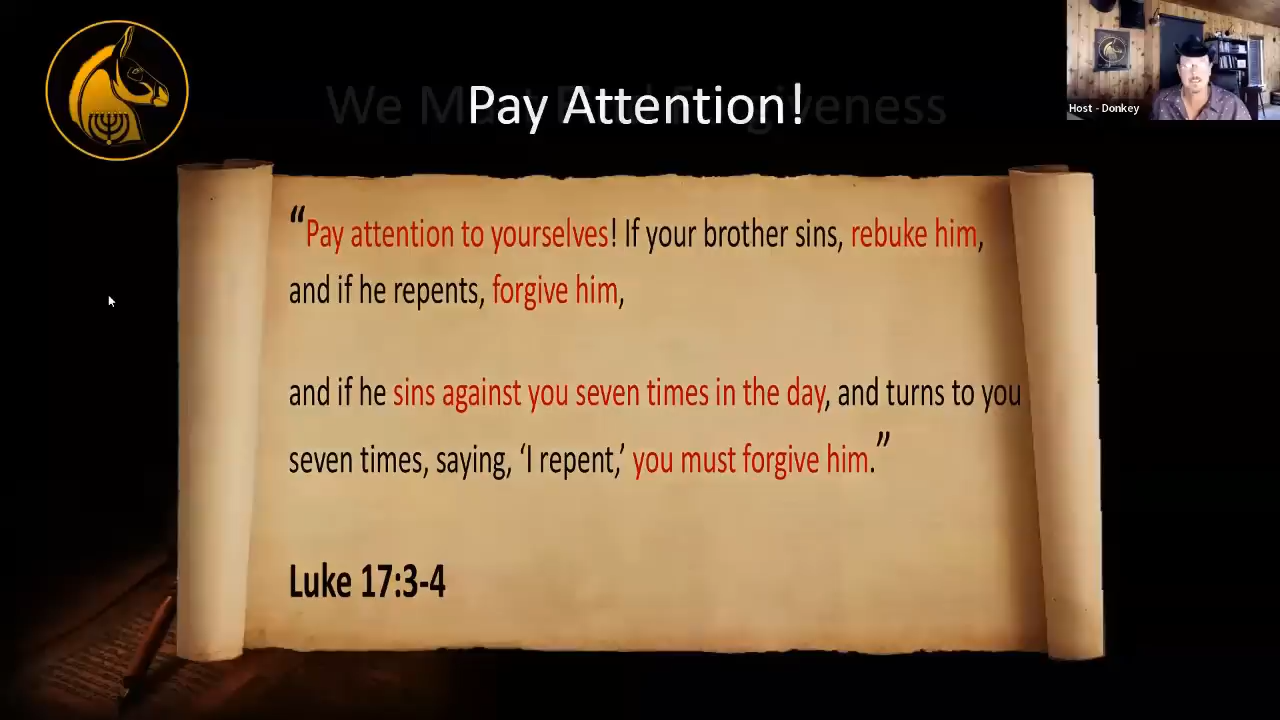 Pay Attention!
Host - Donkey
“Pay attention to yourselves! If your brother sins, rebuke him,
and if he repents, forgive him,
and if he sins against you seven times in the day, and turns to you
seven times, saying, ‘I repent,’ you must forgive him.”
Luke 17:3-4